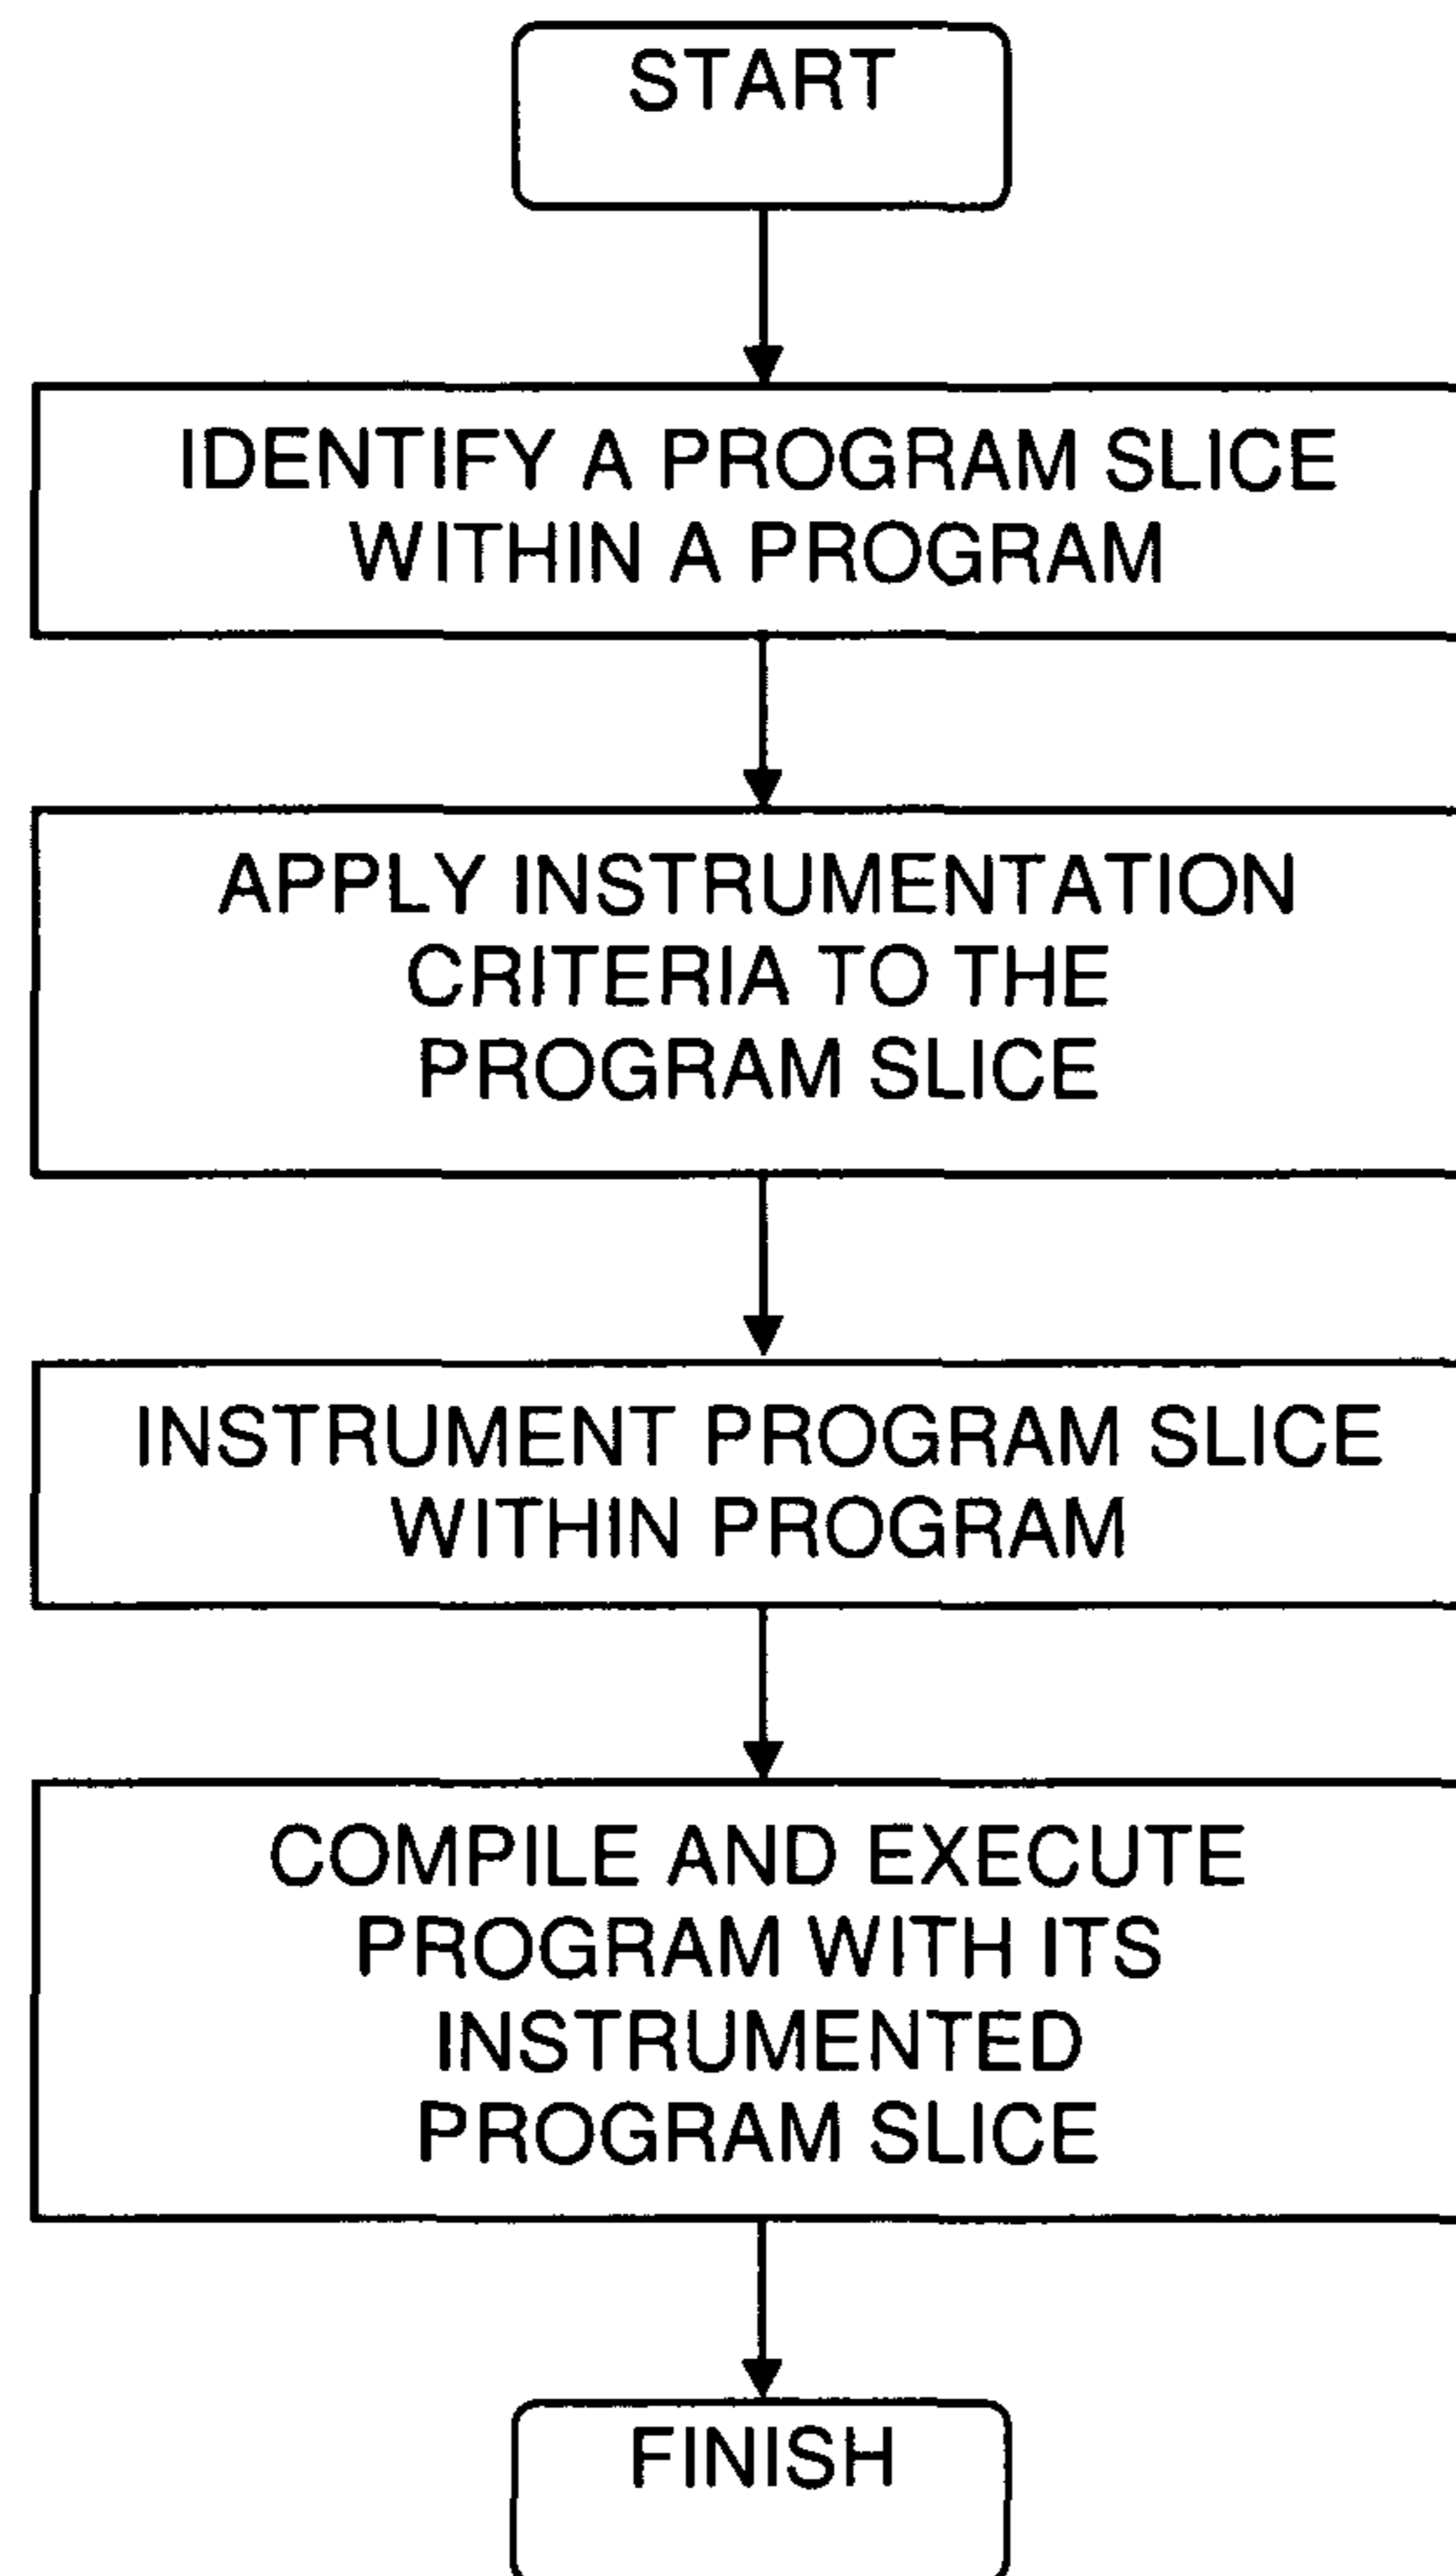 START
IDENTIFY A PROGRAM SLICE
WITHIN A PROGRAM
APPLY INSTRUMENTATION
CRITERIA TO THE
PROGRAM SLICE
INSTRUMENT PROGRAM SLICE
WITHIN PROGRAM
COMPILE AND EXECUTE
PROGRAM WITH ITS
INSTRUMENTED
PROGRAM SLICE
FINISH